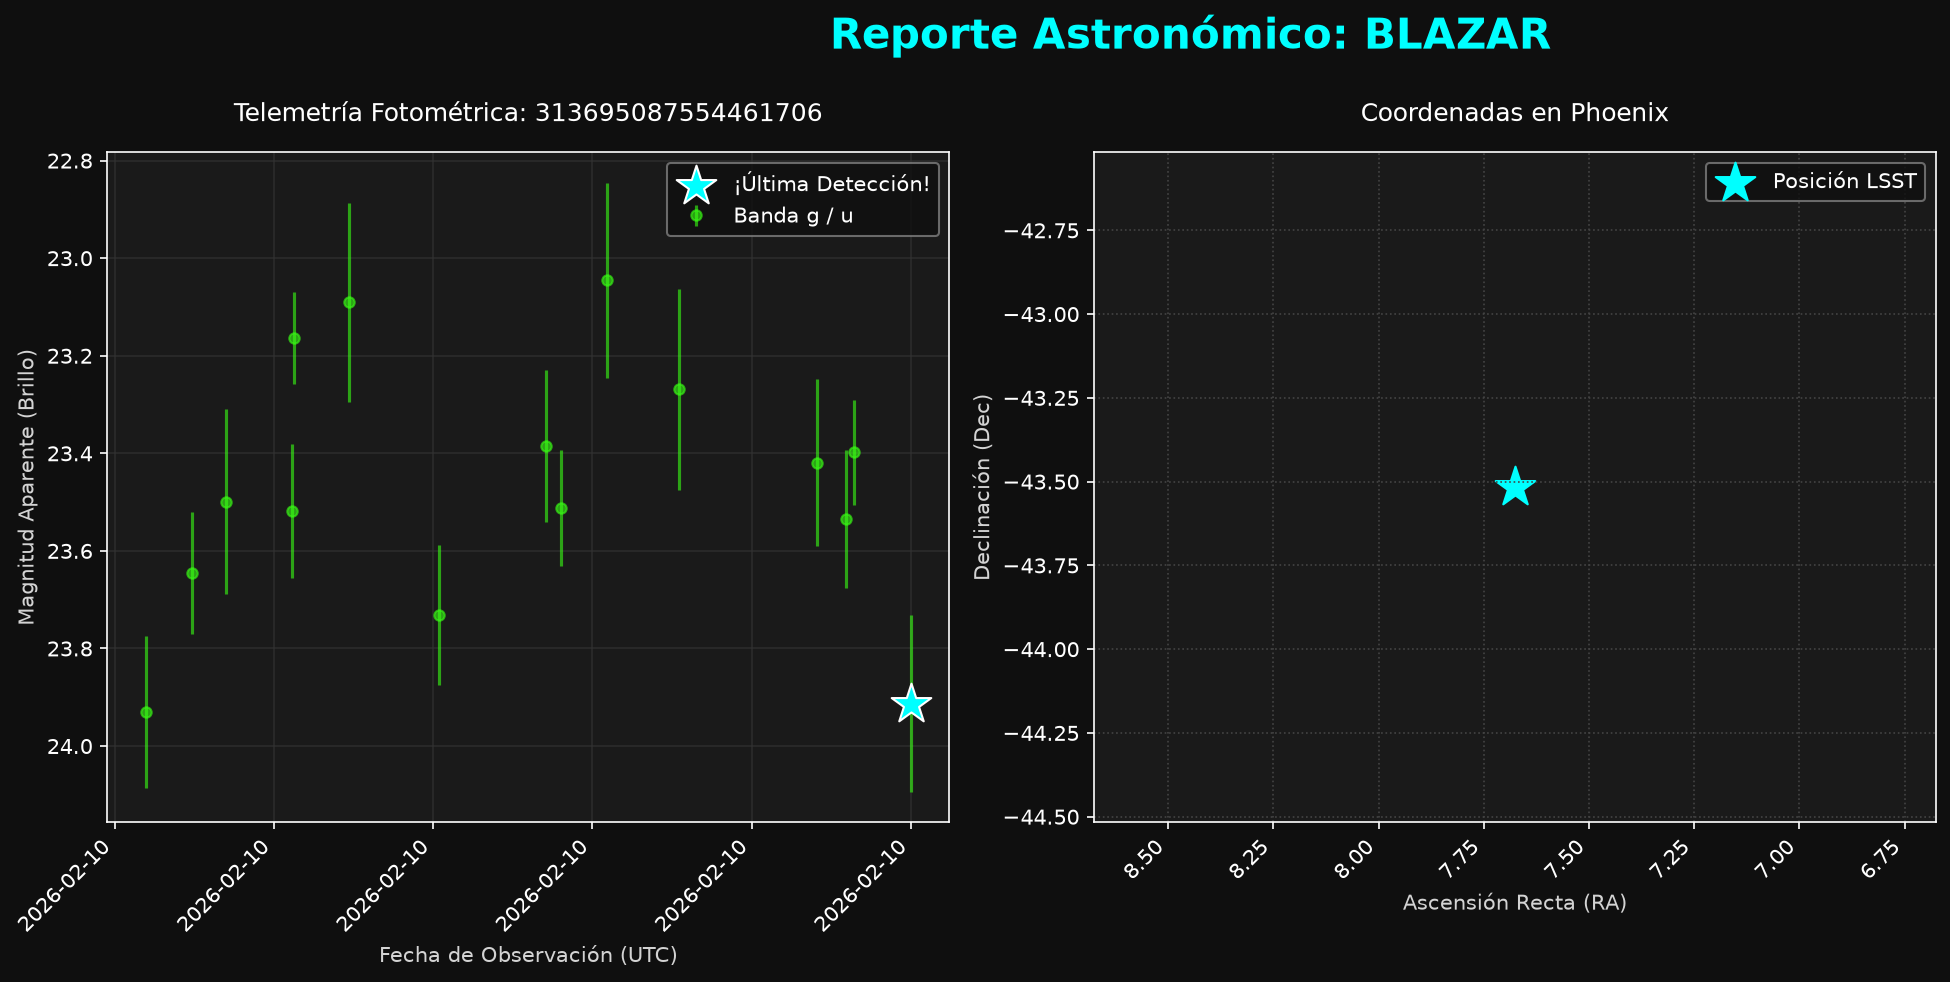 Reporte Astronómico: BLAZAR
Telemetría Fotométrica: 313695087554461706
¡Última Detección!
Banda g / u
Magnitud Aparente (Brillo)
22.8
23.0
23.2
23.4
23.6
23.8
24.0
2026-02-10
2026-02-10
2026-02-10
2026-02-10
2026-02-10
2026-02-10
Fecha de Observación (UTC)
Coordenadas en Phoenix
Posición LSST
Declinación (Dec)
−42.75
−43.00
−43.25
−43.50
−43.75
−44.00
−44.25
−44.50
8.50
8.25
8.00
7.75
7.50
7.25
7.00
6.75
Ascensión Recta (RA)